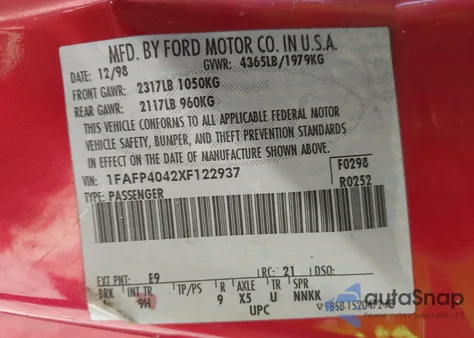 MFD. BY FORD MOTOR CO. IN U.S.A.
DATE: 12/98 GVWR: 4365LB/1979KG
FRONT GAWR: 2317LB 1050KG
REAR GAWR: 2117LB 960KG
THIS VEHICLE CONFORMS TO ALL APPLICABLE FEDERAL MOTOR
VEHICLE SAFETY, BUMPER, AND THEFT PREVENTION STANDARDS
IN EFFECT ON THE DATE OF MANUFACTURE SHOWN ABOVE.
VIN: 1FAFP4042XF122937 F0298
TYPE: PASSENGER R0252
EXT PNT: E9 RC: 21 DSO:
BRK INT TR TP/PS R AXLE TR SPR
9H 9 X5 U NNKK
UPC
autoSnap